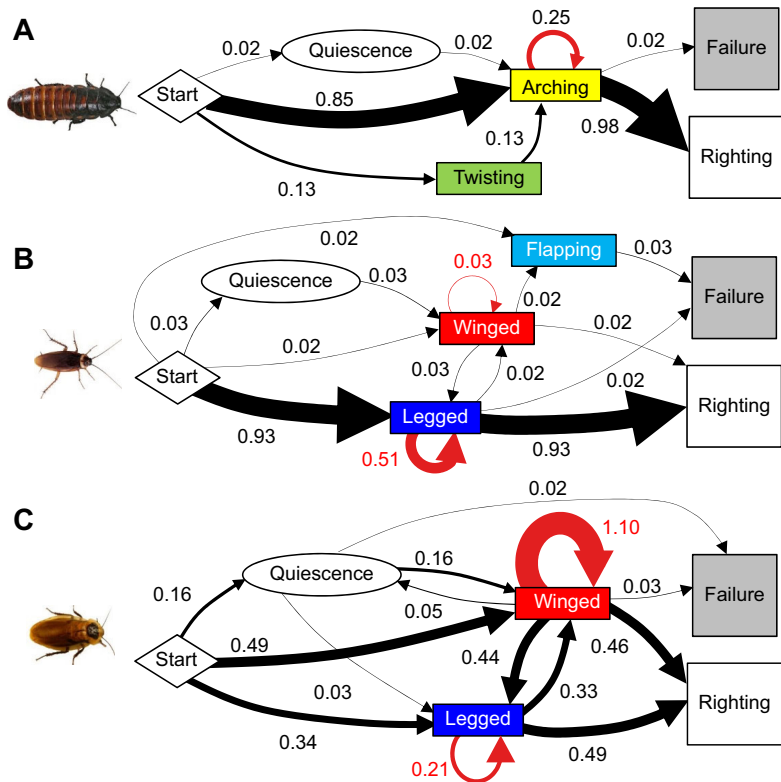 A
0.02
Quiescence
0.02
0.25
0.02
Failure
Start
0.85
Arching
0.98
Righting
0.13
Twisting
0.13
B
0.02
Flapping
0.03
Quiescence
0.03
0.03
0.02
Failure
0.03
Winged
0.02
Start
0.02
0.03
0.02
0.02
Righting
0.93
Legged
0.93
0.51
C
0.02
0.16
1.10
0.16
Quiescence
0.05
Winged
0.03
Failure
Start
0.49
0.44
0.46
0.03
0.33
Righting
0.34
Legged
0.49
0.21